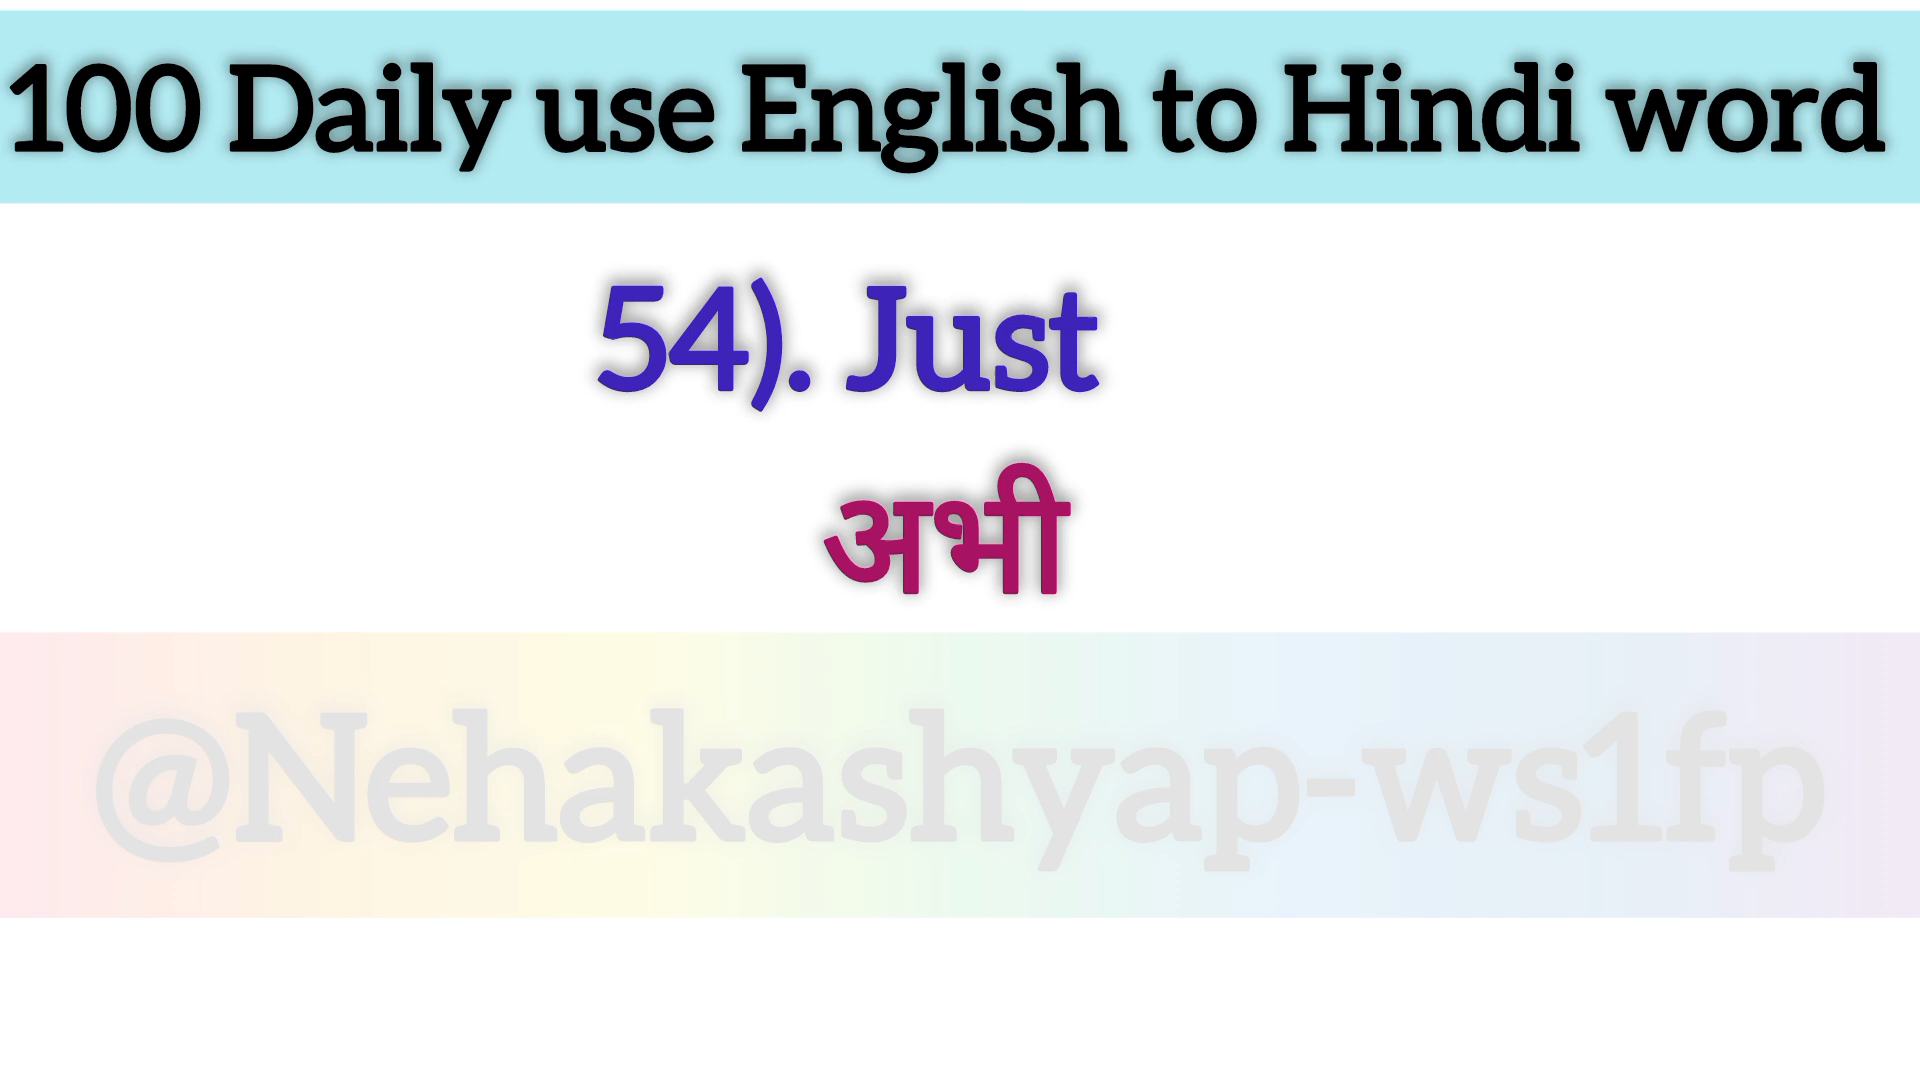 100 Daily use English to Hindi word
54). Just
अभी
@Nehakashyap-ws1fp